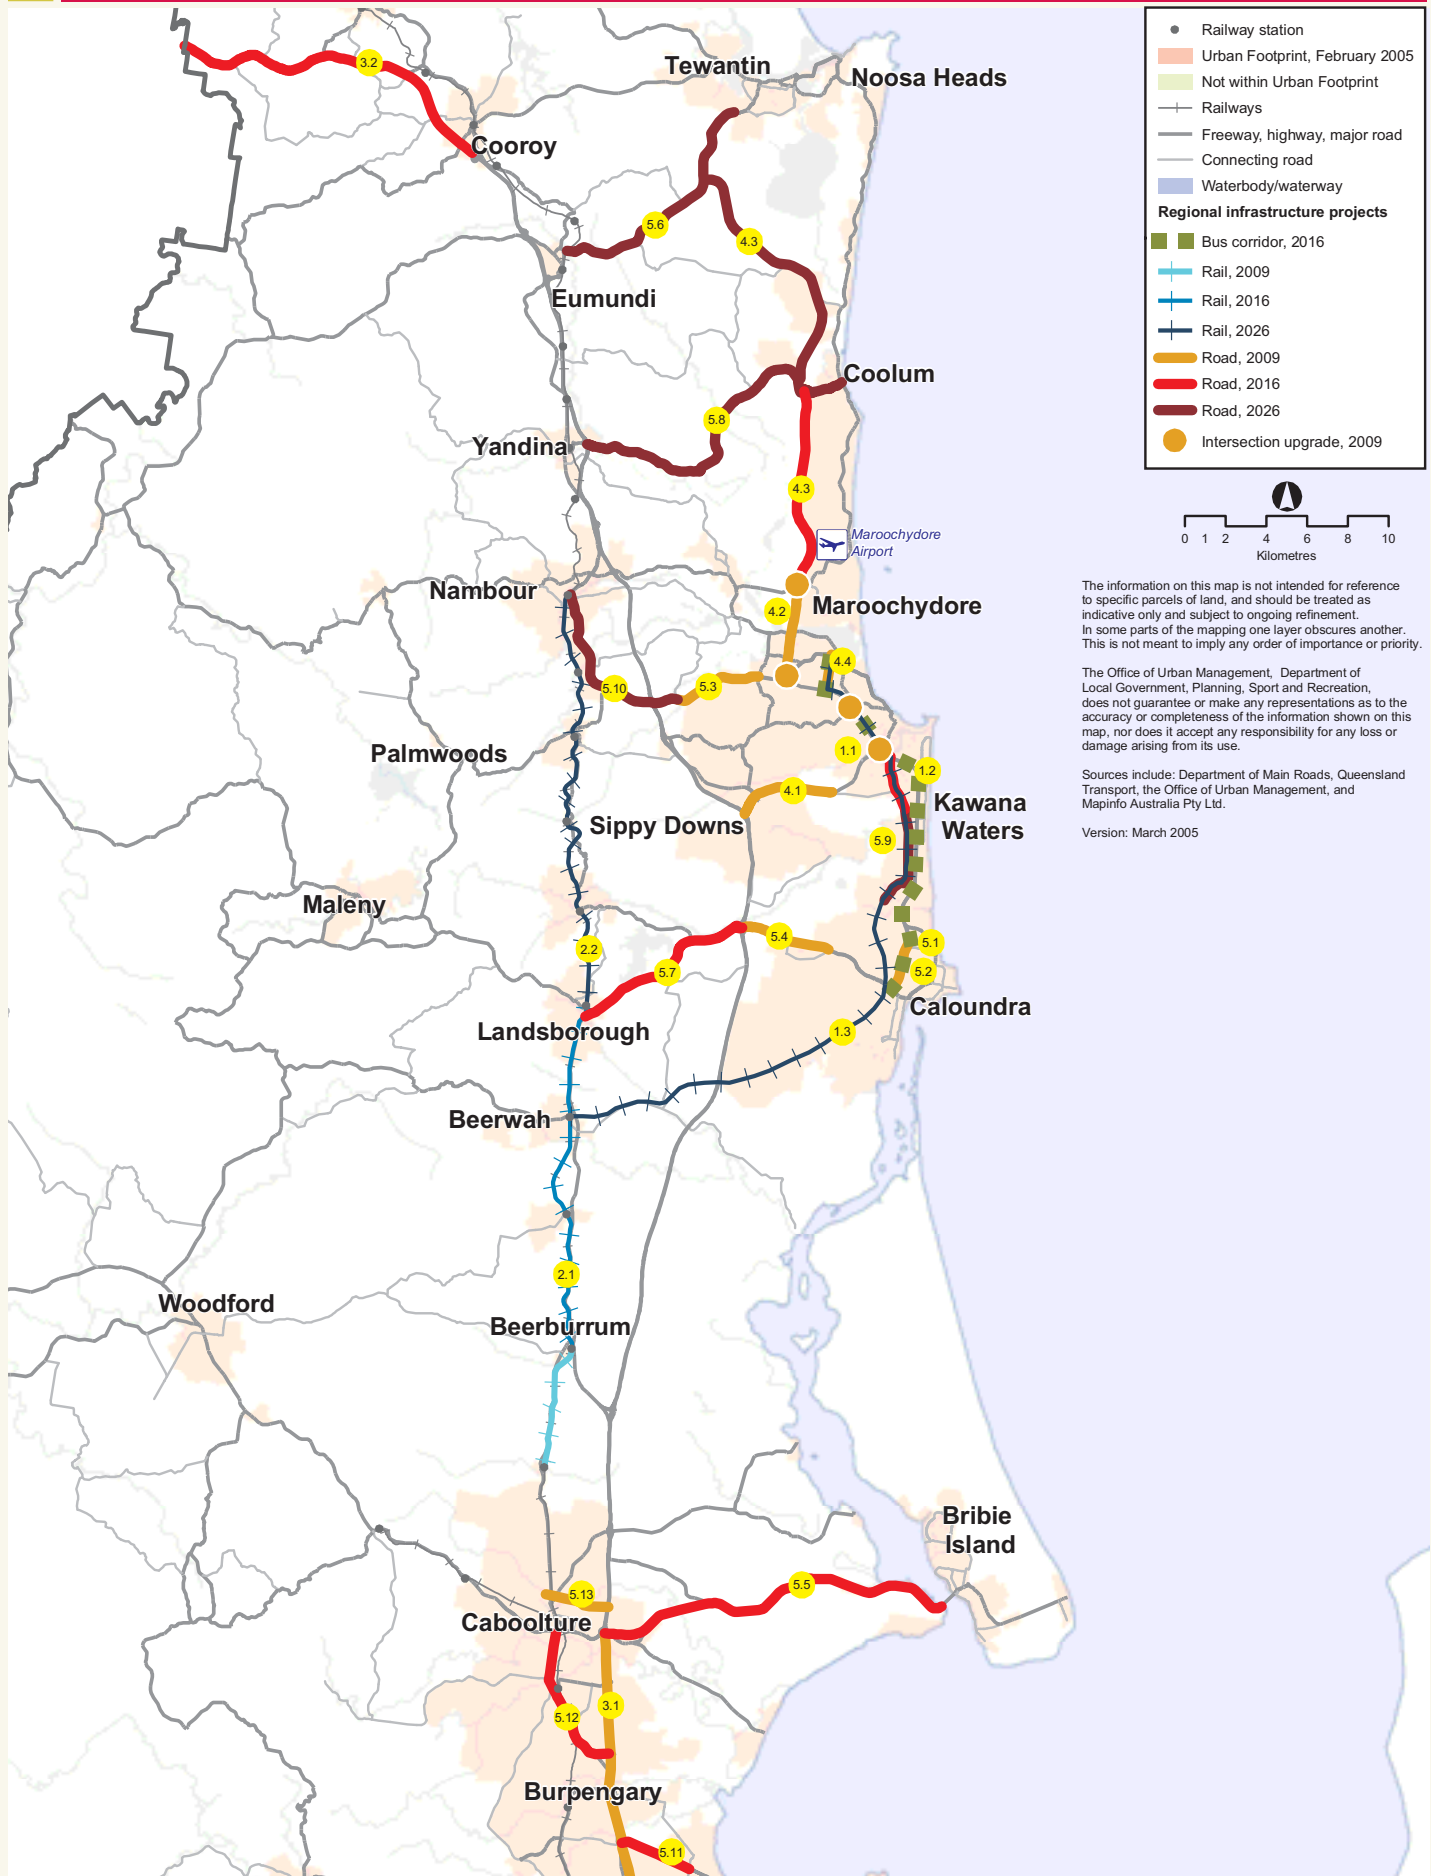 Railway station
Urban Footprint, February 2005
Not within Urban Footprint
Railways
Freeway, highway, major road
Connecting road
Waterbody/waterway
Regional infrastructure projects
Bus corridor, 2016
Rail, 2009
Rail, 2016
Rail, 2026
Road, 2009
Road, 2016
Road, 2026
Intersection upgrade, 2009
0 1 2 4 6 8 10
Kilometres
The information on this map is not intended for reference
to specific parcels of land, and should be treated as
indicative only and subject to ongoing refinement.
In some parts of the mapping one layer obscures another.
This is not meant to imply any order of importance or priority.
The Office of Urban Management, Department of
Local Government, Planning, Sport and Recreation,
does not guarantee or make any representations as to the
accuracy or completeness of the information shown on this
map, nor does it accept any responsibility for any loss or
damage arising from its use.
Sources include: Department of Main Roads, Queensland
Transport, the Office of Urban Management, and
Mapinfo Australia Pty Ltd.
Version: March 2005
3.2
Tewantin
Noosa Heads
Cooroy
5.6
4.3
Eumundi
Coolum
5.8
Yandina
4.3
Maroochydore
Airport
Nambour
4.2
Maroochydore
4.4
5.10
5.3
Palmwoods
1.1
1.2
4.1
Kawana
Waters
Sippy Downs
5.9
Maleny
2.2
5.4
5.1
5.7
5.2
Caloundra
Landsborough
1.3
Beerwah
2.1
Woodford
Beerburrum
Bribie
Island
5.5
5.13
Caboolture
3.1
5.12
Burpengary
5.11